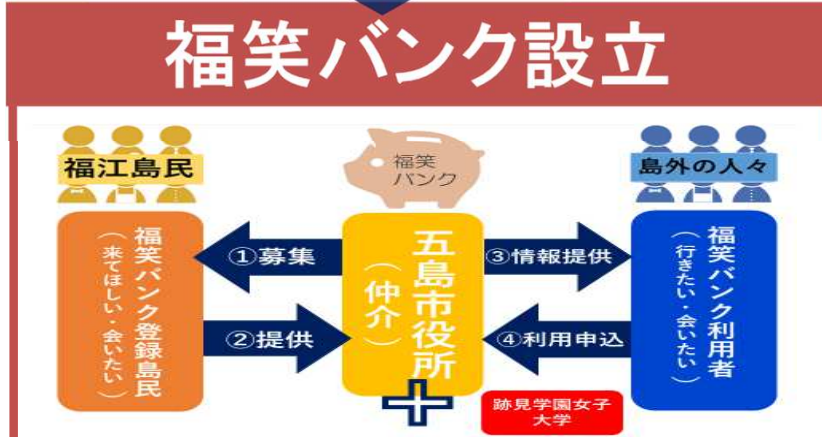 福笑バンク設立
福江島民
福笑
バンク
島外の人々
福笑バンク登録島民
（来てほしい・会いたい）
①募集
②提供
五島市役所
（仲介）
③情報提供
④利用申込
福笑バンク利用者
（行きたい・会いたい）
跡見学園女子
大学